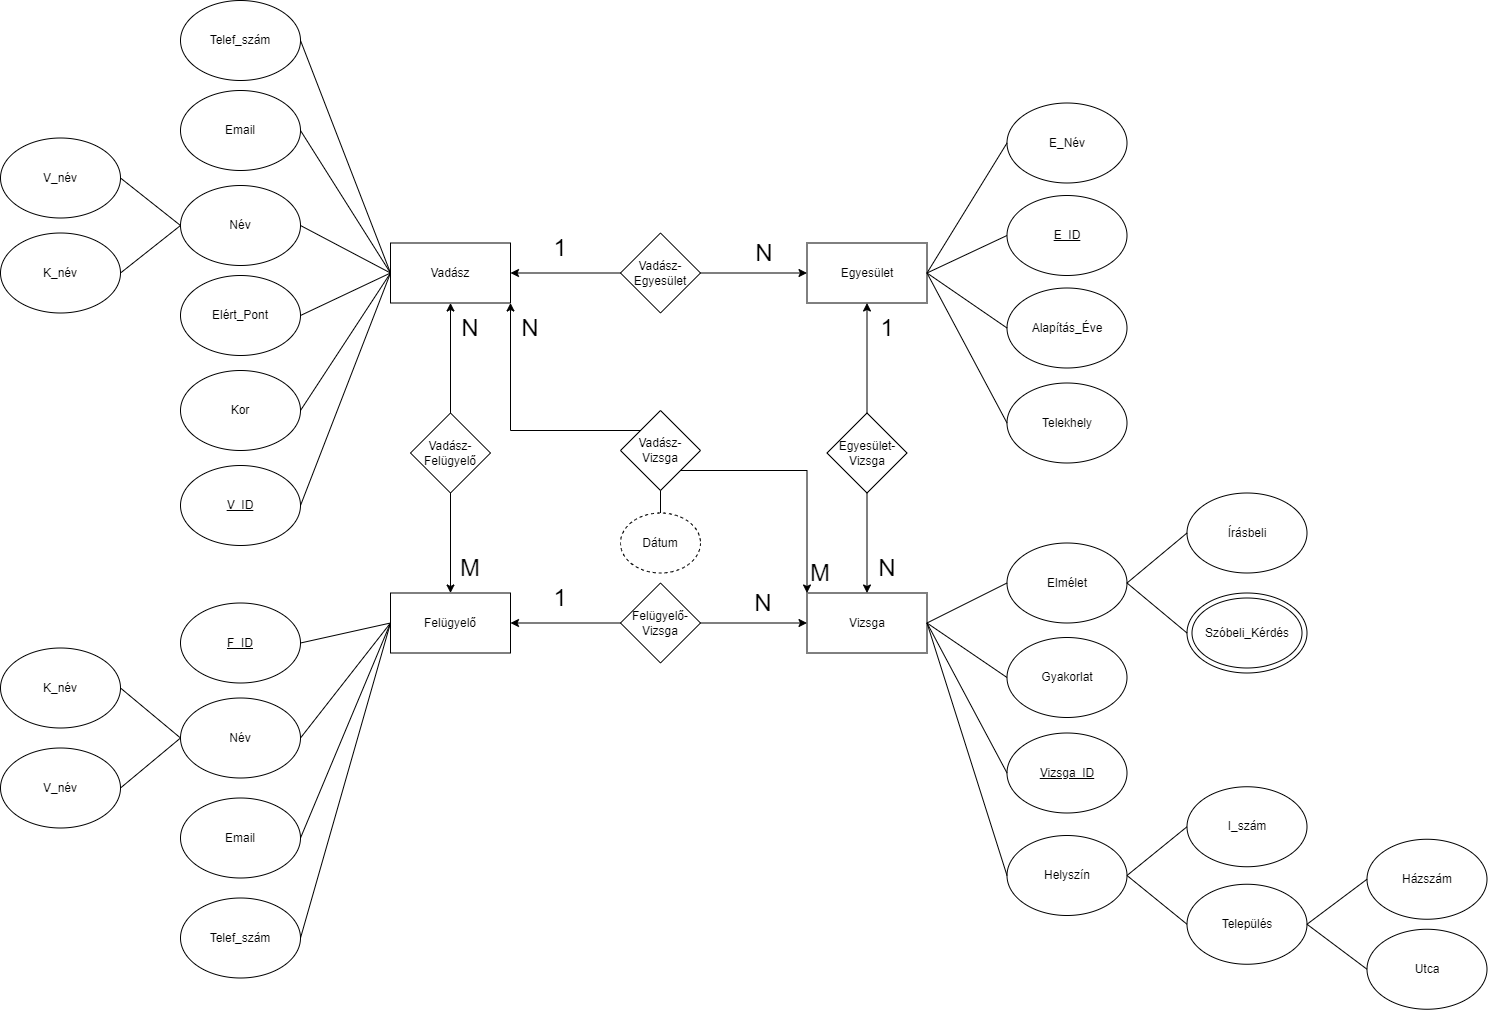 Telef_szám
Email
V_név
Név
K_név
Elért_Pont
Kor
V_ID
Vadász
1
Vadász-
Egyesület
N
Egyesület
E_Név
E_ID
Alapítás_Éve
Telekhely
N
N
1
Vadász-
Felügyelő
Vadász-
Vizsga
Egyesület-
Vizsga
Dátum
M
M
N
Felügyelő
1
Felügyelő-
Vizsga
N
Vizsga
F_ID
K_név
Név
V_név
Email
Telef_szám
Elmélet
Írásbeli
Szóbeli_Kérdés
Gyakorlat
Vizsga_ID
Helyszín
I_szám
Település
Házszám
Utca